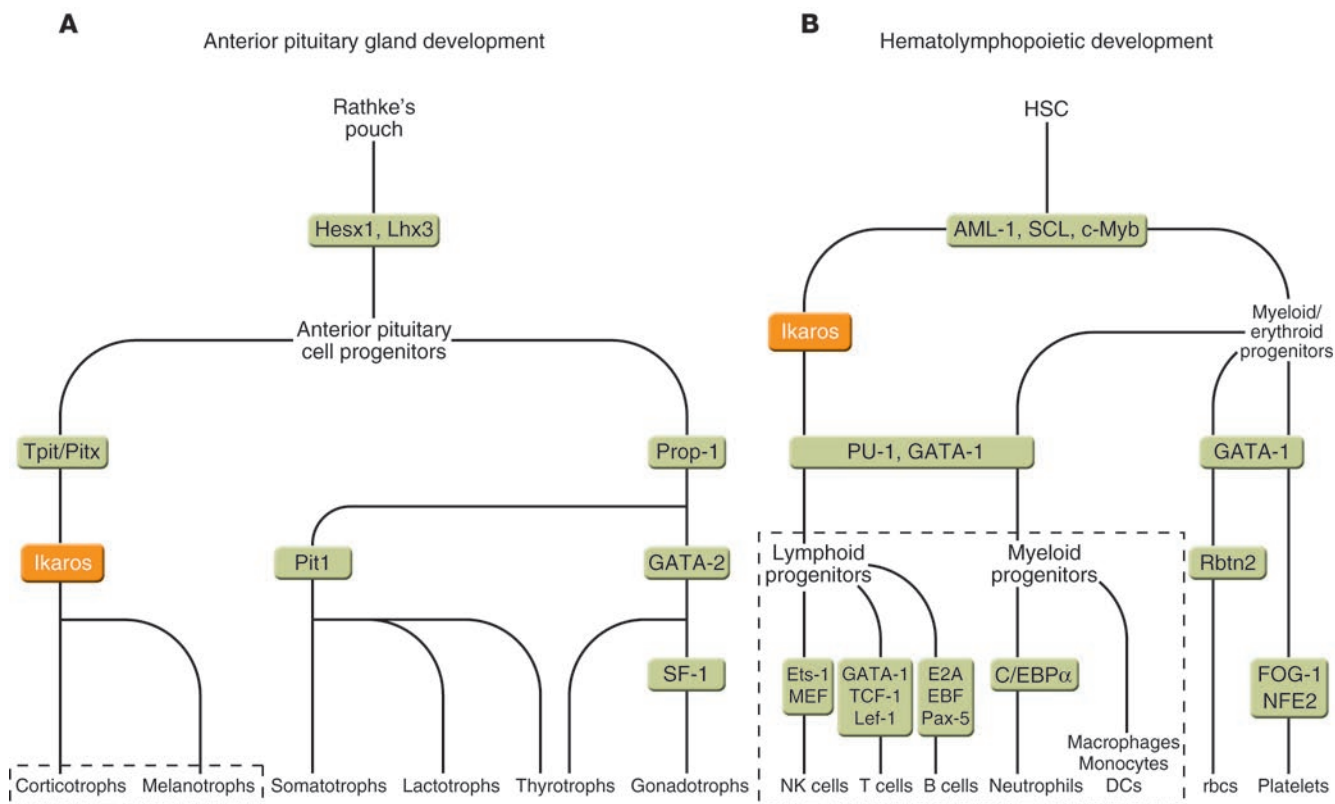 A
Anterior pituitary gland development
Rathke's
pouch
Hesx1, Lhx3
Anterior pituitary
cell progenitors
Tpit/Pitx
Prop-1
Ikaros
Pit1
GATA-2
SF-1
Corticotrophs
Melanotrophs
Somatotrophs
Lactotrophs
Thyrotrophs
Gonadotrophs
B
Hematolymphopoietic development
HSC
AML-1, SCL, c-Myb
Ikaros
Myeloid/
erythroid
progenitors
PU-1, GATA-1
GATA-1
Lymphoid
progenitors
Myeloid
progenitors
Rbtn2
Ets-1
MEF
GATA-1
TCF-1
Lef-1
E2A
EBF
Pax-5
C/EBPα
FOG-1
NFE2
Macrophages
Monocytes
DCs
NK cells
T cells
B cells
Neutrophils
rbcs
Platelets